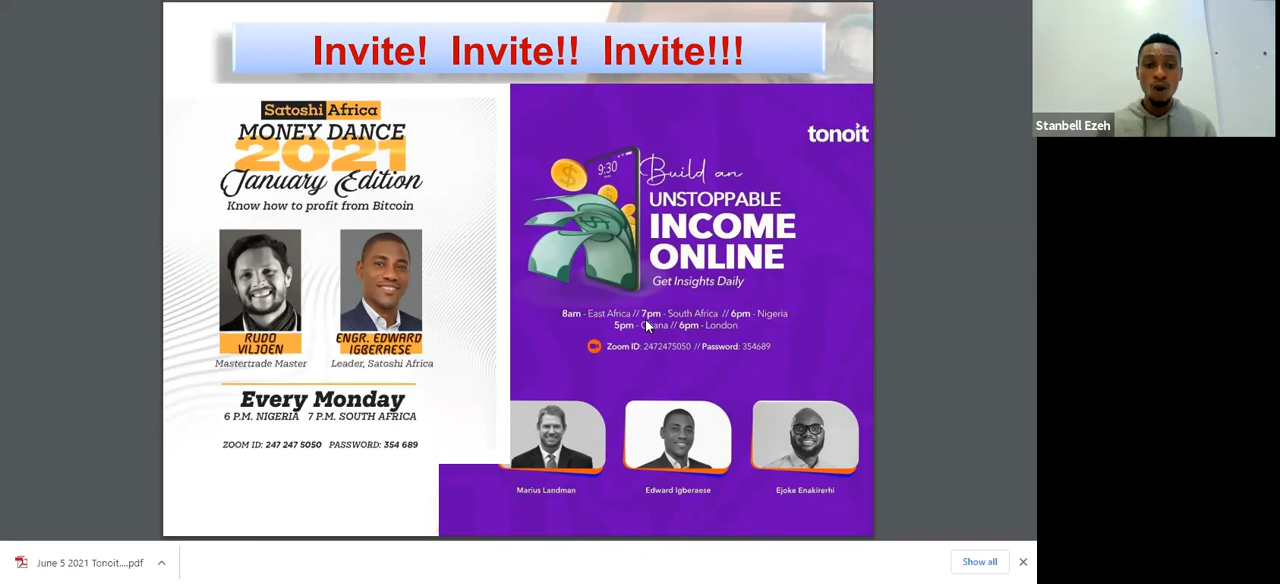 Invite! Invite!! Invite!!!
Satoshi Africa
MONEY DANCE
2021
January Edition
Know how to profit from Bitcoin
RUDO
VILJOEN
Mastertrade Master
ENGR. EDWARD
IGBERAESE
Leader, Satoshi Africa
Every Monday
6 P.M. NIGERIA 7 P.M. SOUTH AFRICA
ZOOM ID: 247 247 5050 PASSWORD: 354 689
tonoit
9:30
Build an
UNSTOPPABLE
INCOME
ONLINE
Get Insights Daily
8am - East Africa // 7pm - South Africa // 6pm - Nigeria
5pm - Ghana // 6pm - London
Zoom ID: 2472475050 // Password: 354689
Marius Landman
Edward Igberaese
Ejoke Enakirerhi
Stanbell Ezeh
June 5 2021 Tonoit....pdf
Show all